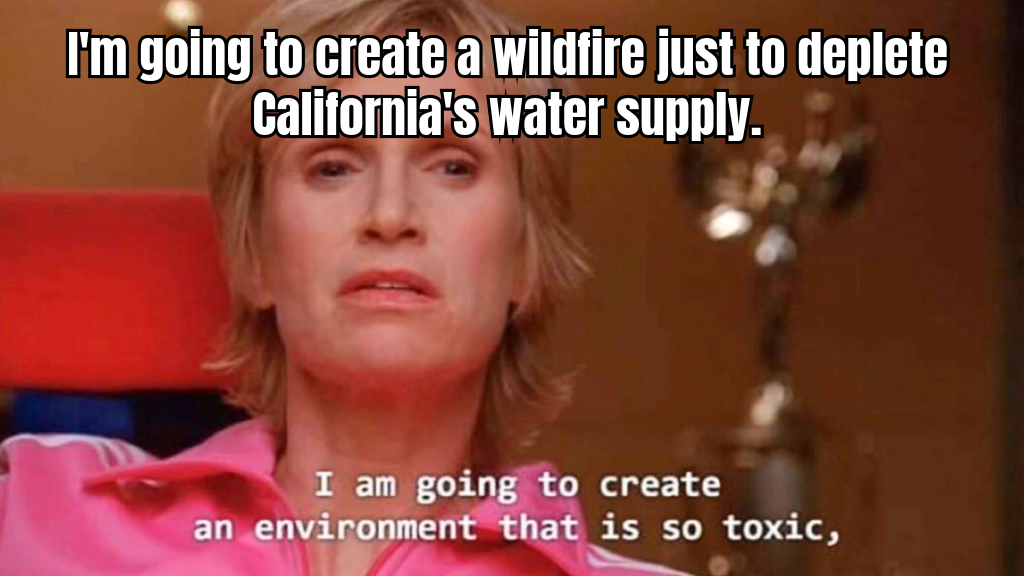 I'm going to create a wildfire just to deplete
California's water supply.
I am going to create
an environment that is so toxic,